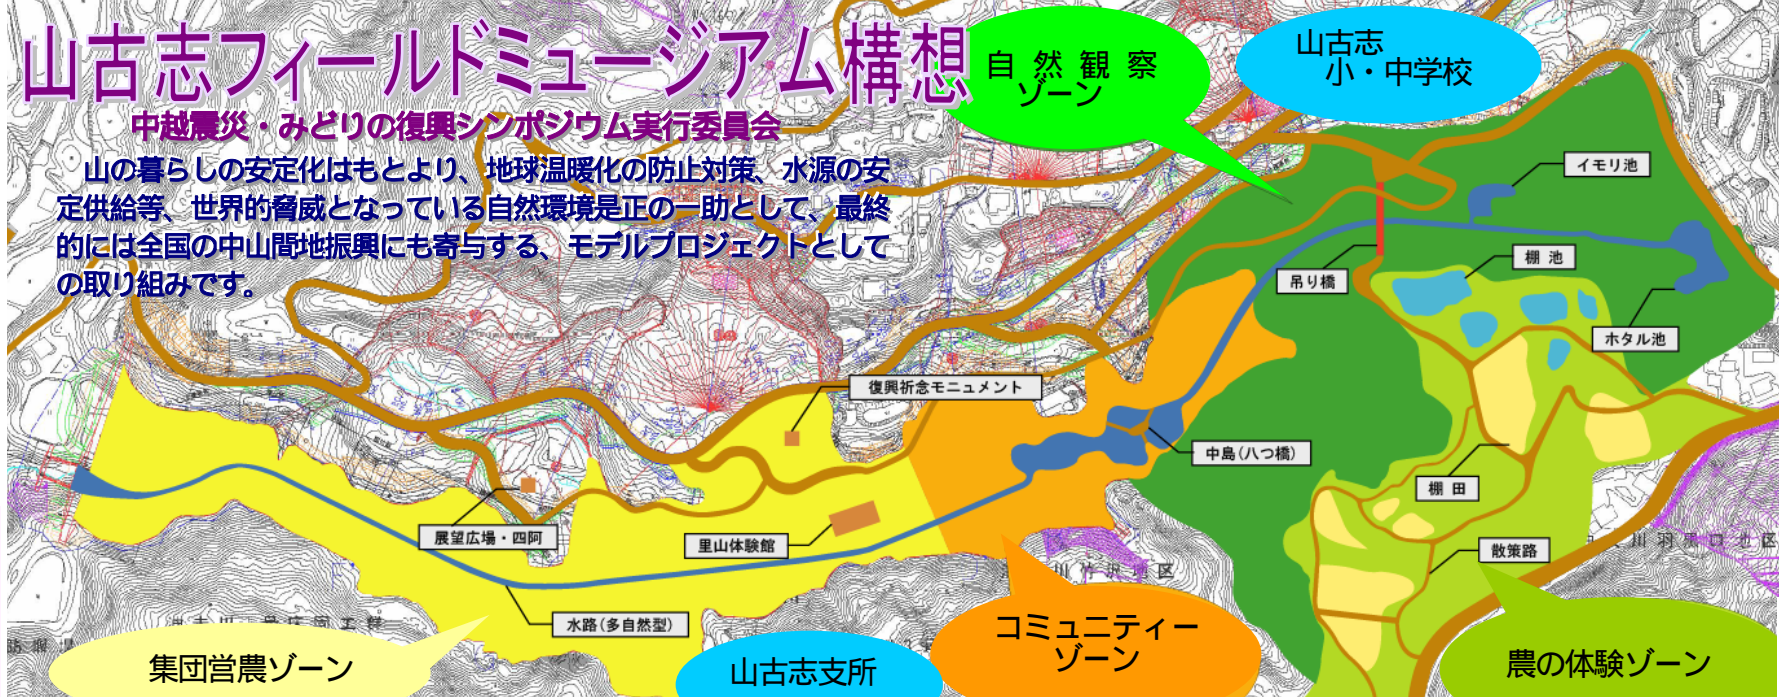 山古志フィールドミュージアム構想
中越震災・みどりの復興シンポジウム実行委員会
山の暮らしの安定化はもとより、地球温暖化の防止対策、水源の安
定供給等、世界的脅威となっている自然環境是正の一助として、最終
的には全国の中山間地振興にも寄与する、モデルプロジェクトとして
の取り組みです。
自然観察
ゾーン
山古志
小・中学校
イモリ池
棚池
吊り橋
ホタル池
復興祈念モニュメント
中島(八つ橋)
棚田
展望広場・四阿
里山体験館
散策路
水路(多自然型)
集団営農ゾーン
山古志支所
コミュニティー
ゾーン
農の体験ゾーン